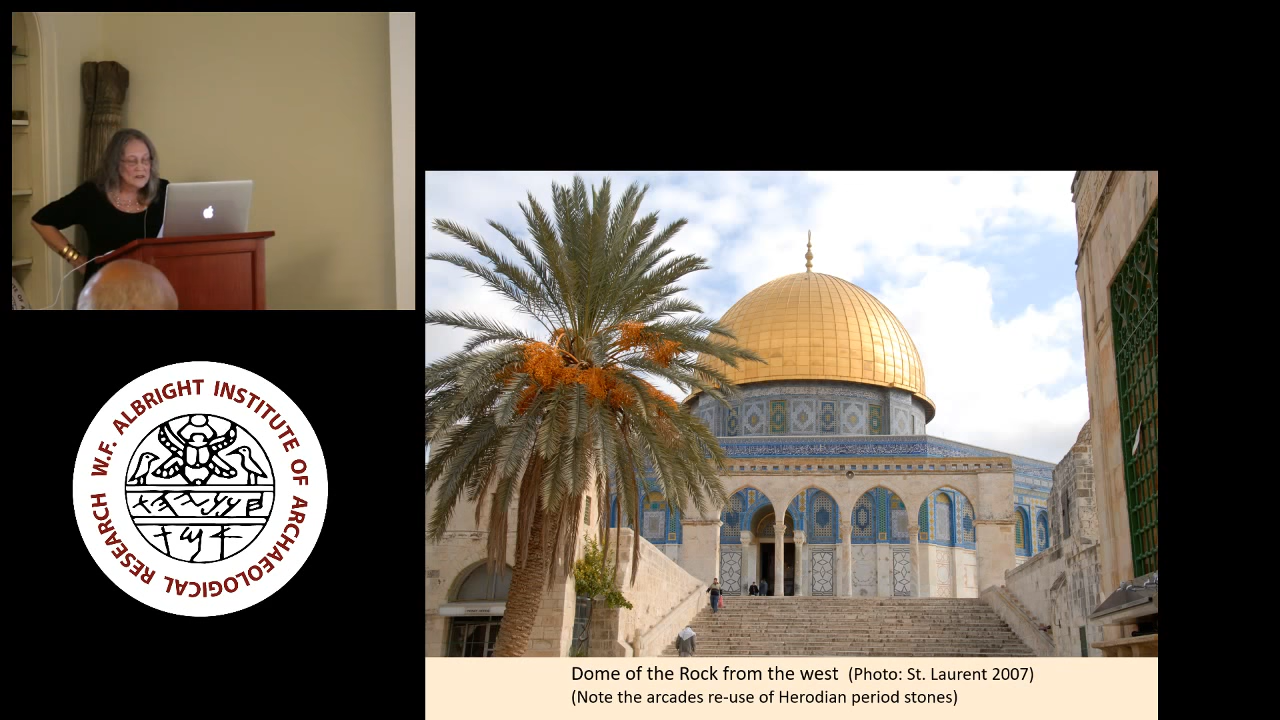 W.F. ALBRIGHT INSTITUTE OF ARCHAEOLOGICAL RESEARCH
Dome of the Rock from the west (Photo: St. Laurent 2007)
(Note the arcades re-use of Herodian period stones)